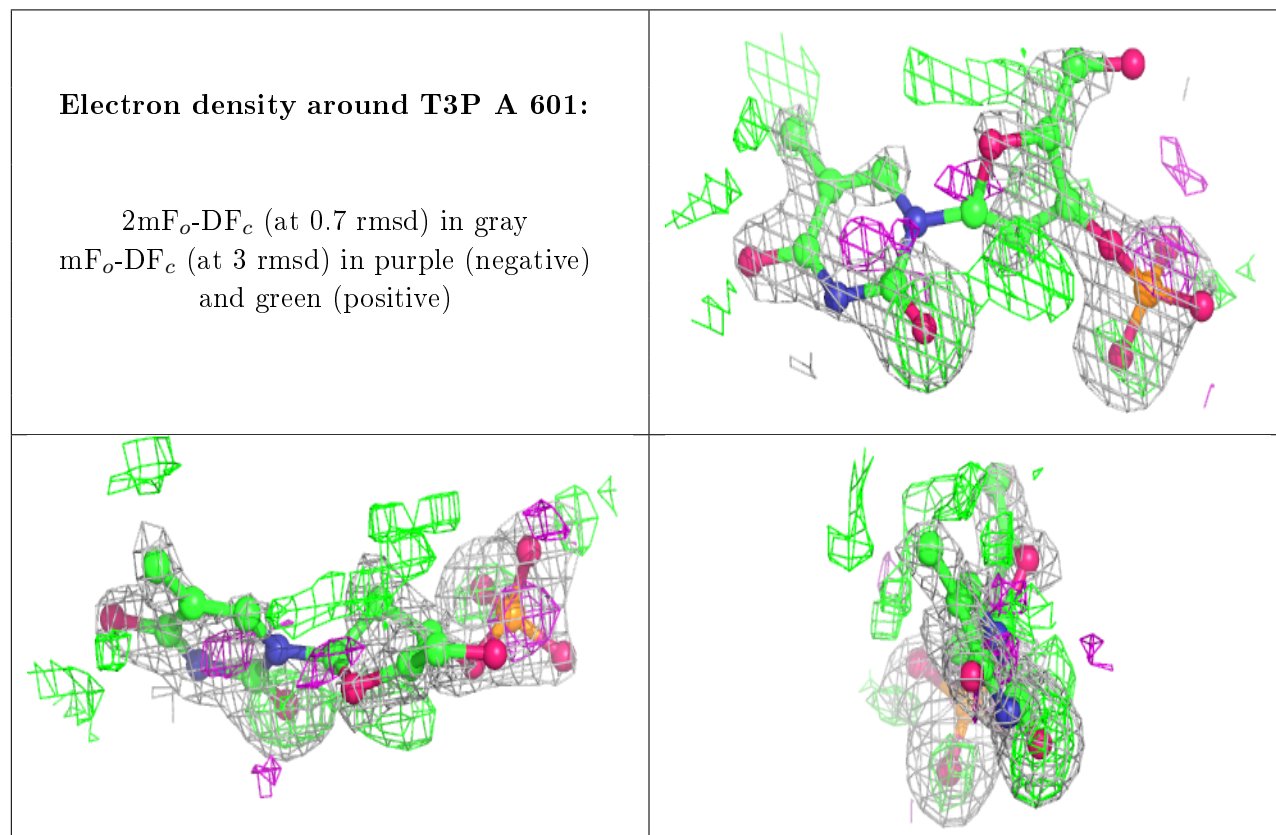 Electron density around T3P A 601:
2mFo-DFc (at 0.7 rmsd) in gray
mFo-DFc (at 3 rmsd) in purple (negative)
and green (positive)